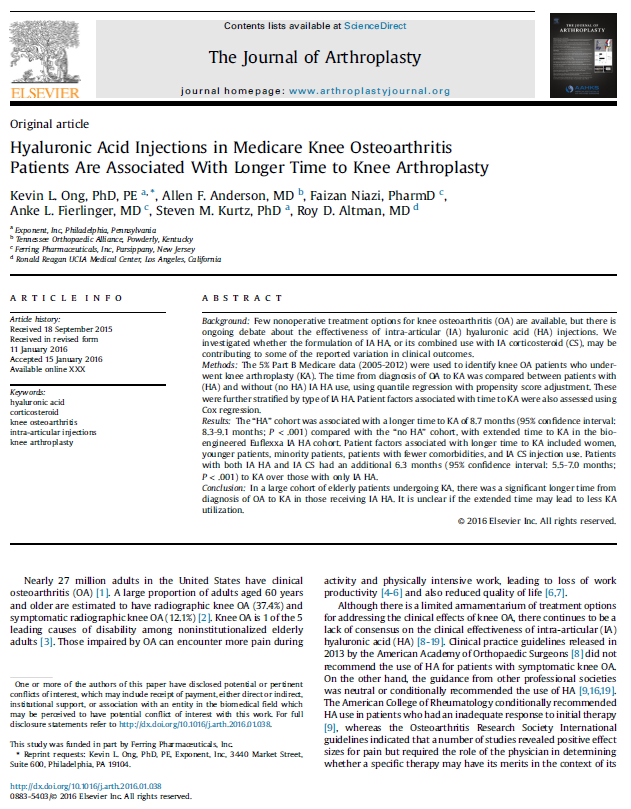 Contents lists available at ScienceDirect
The Journal of Arthroplasty
journal homepage: www.arthroplastyjournal.org
ELSEVIER
THE JOURNAL OF
ARTHROPLASTY
AAHKS
Original article
Hyaluronic Acid Injections in Medicare Knee Osteoarthritis
Patients Are Associated With Longer Time to Knee Arthroplasty
Kevin L. Ong, PhD, PE a, *, Allen F. Anderson, MD b, Faizan Niazi, PharmD c,
Anke L. Fierlinger, MD c, Steven M. Kurtz, PhD a, Roy D. Altman, MD d
a Exponent, Inc, Philadelphia, Pennsylvania
b Tennessee Orthopaedic Alliance, Powderly, Kentucky
c Ferring Pharmaceuticals, Inc, Parsippany, New Jersey
d Ronald Reagan UCLA Medical Center, Los Angeles, California
ARTICLE INFO
Article history:
Received 18 September 2015
Received in revised form
11 January 2016
Accepted 15 January 2016
Available online XXX
Keywords:
hyaluronic acid
corticosteroid
knee osteoarthritis
intra-articular injections
knee arthroplasty
ABSTRACT
Background: Few nonoperative treatment options for knee osteoarthritis (OA) are available, but there is
ongoing debate about the effectiveness of intra-articular (IA) hyaluronic acid (HA) injections. We
investigated whether the formulation of IA HA, or its combined use with IA corticosteroid (CS), may be
contributing to some of the reported variation in clinical outcomes.
Methods: The 5% Part B Medicare data (2005-2012) were used to identify knee OA patients who under-
went knee arthroplasty (KA). The time from diagnosis of OA to KA was compared between patients with
(HA) and without (no HA) IA HA use, using quantile regression with propensity score adjustment. These
were further stratified by type of IA HA. Patient factors associated with time to KA were also assessed using
Cox regression.
Results: The “HA” cohort was associated with a longer time to KA of 8.7 months (95% confidence interval:
8.3-9.1 months; P < .001) compared with the “no HA” cohort, with extended time to KA in the bio-
engineered Euflexxa IA HA cohort. Patient factors associated with longer time to KA included women,
younger patients, minority patients, patients with fewer comorbidities, and IA CS injection use. Patients
with both IA HA and IA CS had an additional 6.3 months (95% confidence interval: 5.5-7.0 months;
P < .001) to KA over those with only IA HA.
Conclusion: In a large cohort of elderly patients undergoing KA, there was a significant longer time from
diagnosis of OA to KA in those receiving IA HA. It is unclear if the extended time may lead to less KA
utilization.
© 2016 Elsevier Inc. All rights reserved.
Nearly 27 million adults in the United States have clinical
osteoarthritis (OA) [1]. A large proportion of adults aged 60 years
and older are estimated to have radiographic knee OA (37.4%) and
symptomatic radiographic knee OA (12.1%) [2]. Knee OA is 1 of the 5
leading causes of disability among noninstitutionalized elderly
adults [3]. Those impaired by OA can encounter more pain during
One or more of the authors of this paper have disclosed potential or pertinent
conflicts of interest, which may include receipt of payment, either direct or indirect,
institutional support, or association with an entity in the biomedical field which
may be perceived to have potential conflict of interest with this work. For full
disclosure statements refer to http://dx.doi.org/10.1016/j.arth.2016.01.038.
This study was funded in part by Ferring Pharmaceuticals, Inc.
* Reprint requests: Kevin L. Ong, PhD, PE, Exponent, Inc, 3440 Market Street,
Suite 600, Philadelphia, PA 19104.
activity and physically intensive work, leading to loss of work
productivity [4-6] and also reduced quality of life [6,7].
Although there is a limited armamentarium of treatment options
for addressing the clinical effects of knee OA, there continues to be a
lack of consensus on the clinical effectiveness of intra-articular (IA)
hyaluronic acid (HA) [8-19]. Clinical practice guidelines released in
2013 by the American Academy of Orthopaedic Surgeons [8] did not
recommend the use of HA for patients with symptomatic knee OA.
On the other hand, the guidance from other professional societies
was neutral or conditionally recommended the use of HA [9,16,19].
The American College of Rheumatology conditionally recommended
HA use in patients who had an inadequate response to initial therapy
[9], whereas the Osteoarthritis Research Society International
guidelines indicated that a number of studies revealed positive effect
sizes for pain but required the role of the physician in determining
whether a specific therapy may have its merits in the context of its
http://dx.doi.org/10.1016/j.arth.2016.01.038
0883-5403/© 2016 Elsevier Inc. All rights reserved.